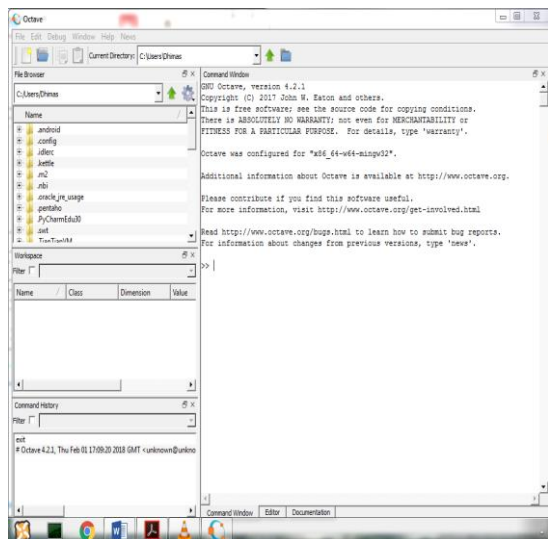 Octave
File Edit Debug Window Help News
Current Directory: C:\Users\Dhimas
File Browser
C:/Users/Dhimas
Name
.android
.config
.idlerc
.kettle
.m2
.nbi
.oracle_jre_usage
.pentaho
.PyCharmEdu30
.swt
.TianTianVM
Workspace
Filter
Name Class Dimension Value
Command History
Filter
exit
# Octave 4.2.1, Thu Feb 01 17:09:20 2018 GMT <unknown@unkno
Command Window
GNU Octave, version 4.2.1
Copyright (C) 2017 John W. Eaton and others.
This is free software; see the source code for copying conditions.
There is ABSOLUTELY NO WARRANTY; not even for MERCHANTABILITY or
FITNESS FOR A PARTICULAR PURPOSE.  For details, type 'warranty'.
Octave was configured for "x86_64-w64-mingw32".
Additional information about Octave is available at http://www.octave.org.
Please contribute if you find this software useful.
For more information, visit http://www.octave.org/get-involved.html
Read http://www.octave.org/bugs.html to learn how to submit bug reports.
For information about changes from previous versions, type 'news'.
>>
Command Window Editor Documentation